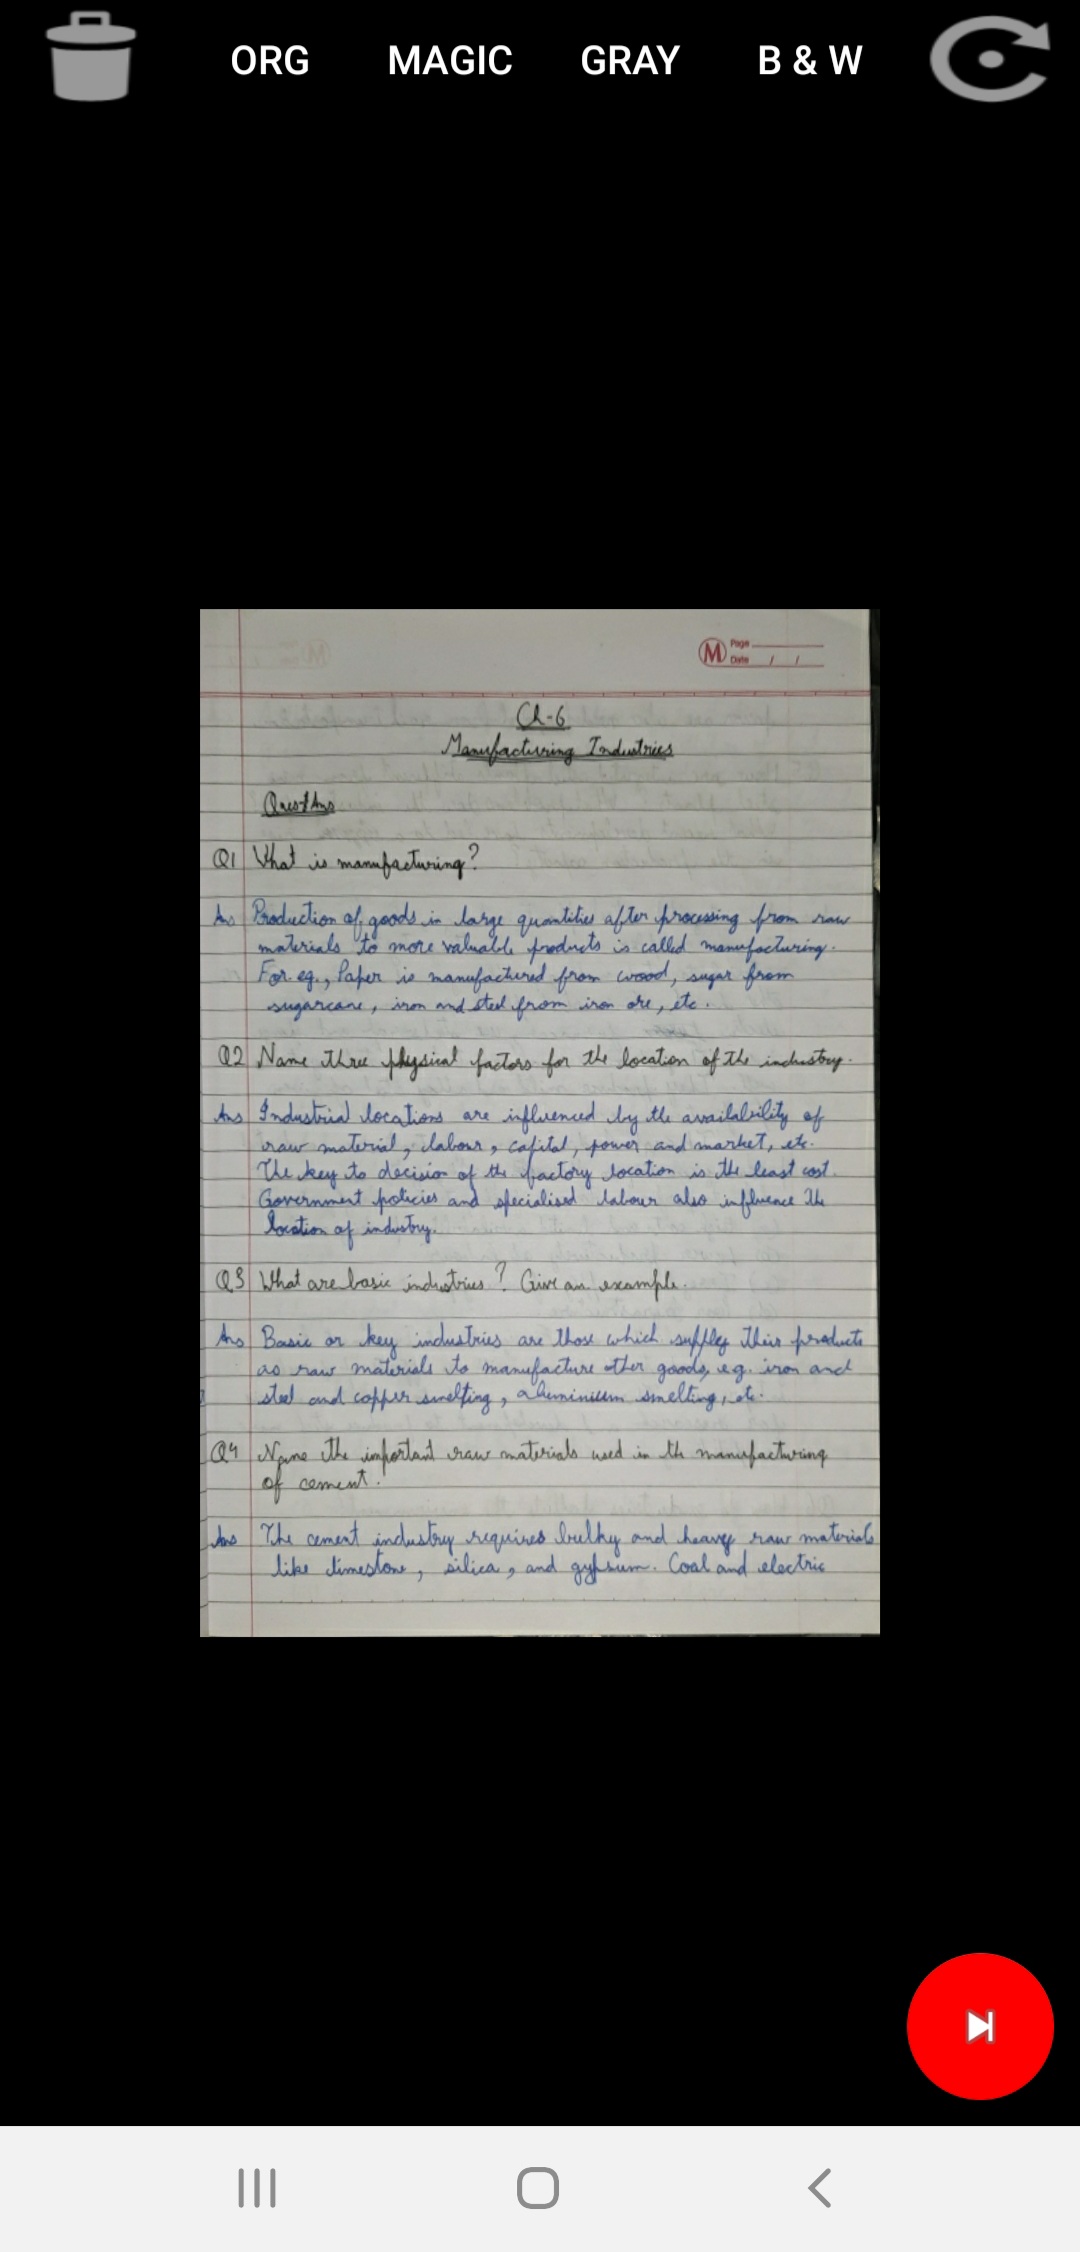 ORG MAGIC GRAY B & W
M Page
Date / /
Ch-6
Manufacturing Industries
Ques/Ans
Q1 What is manufacturing?
Ans Production of goods in large quantities after processing from raw
materials to more valuable products is called manufacturing.
For eg., Paper is manufactured from wood, sugar from
sugarcane, iron and steel from iron ore, etc.
Q2 Name three physical factors for the location of the industry.
Ans Industrial locations are influenced by the availability of
raw material, labour, capital, power and market, etc.
The key to decision of the factory location is the least cost.
Government policies and specialised labour also influence the
location of industry.
Q3 What are basic industries? Give an example.
Ans Basic or key industries are those which supply their products
as raw materials to manufacture other goods, e.g. iron and
steel and copper smelting, aluminium smelting, etc.
Q4 Name the important raw materials used in th manufacturing
of cement.
Ans The cement industry requires bulky and heavy raw materials
like limestone, silica, and gypsum. Coal and electric